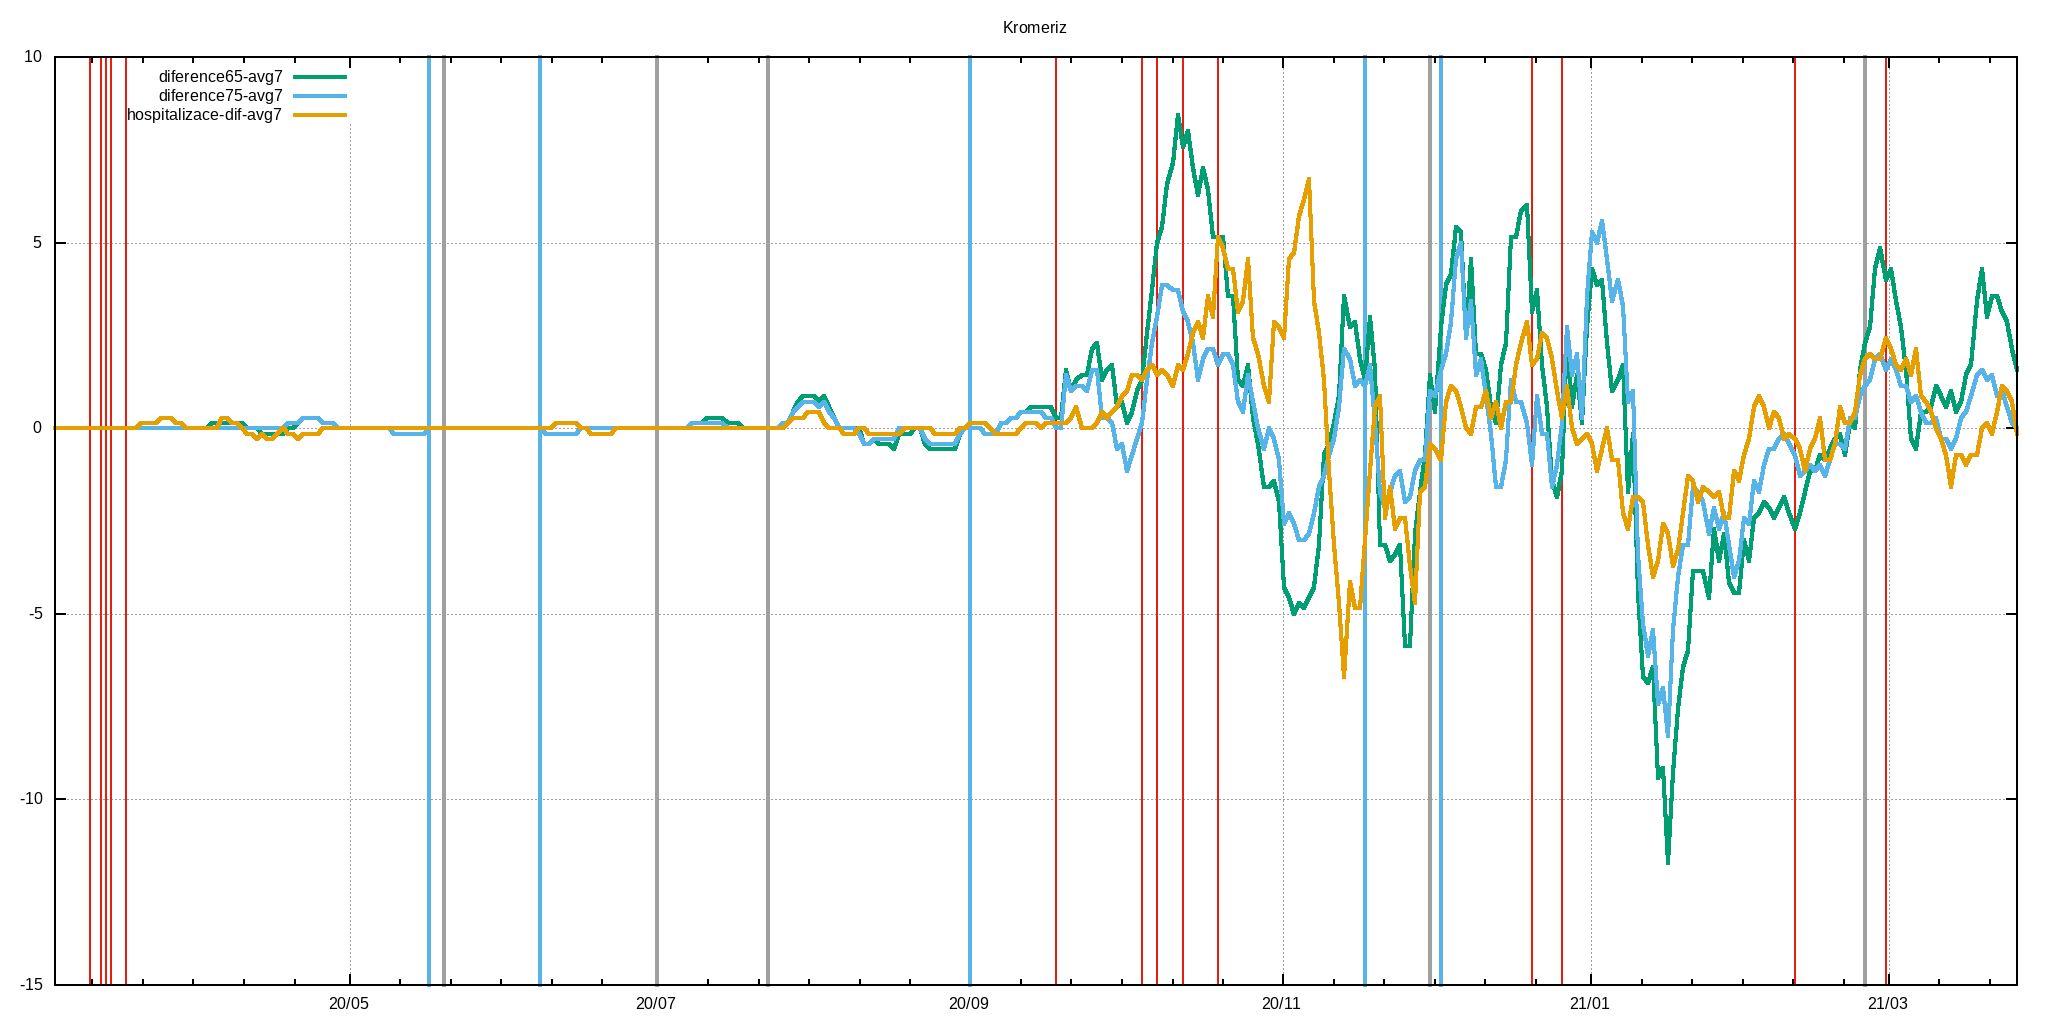 Kromeriz
10
diference65-avg7
diference75-avg7
hospitalizace-dif-avg7
5
0
-5
-10
-15
20/05 20/07 20/09 20/11 21/01 21/03